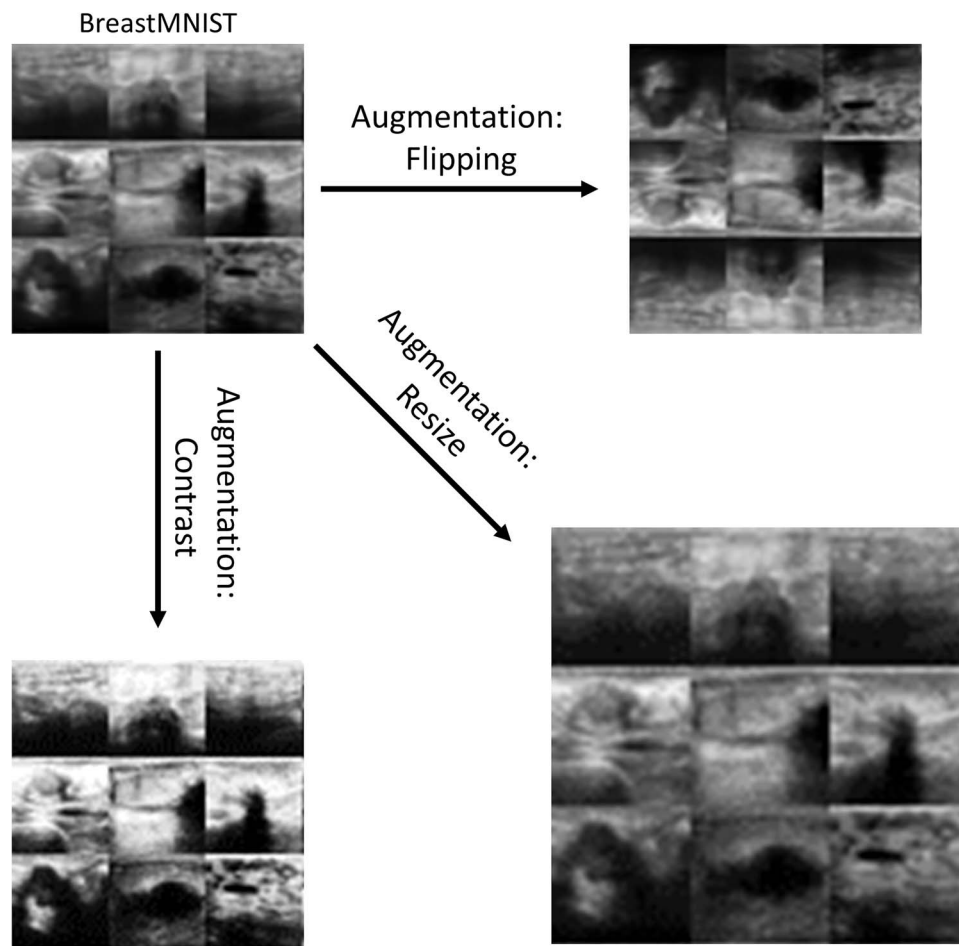 BreastMNIST
Augmentation:
Flipping
Augmentation:
Resize
Augmentation:
Contrast